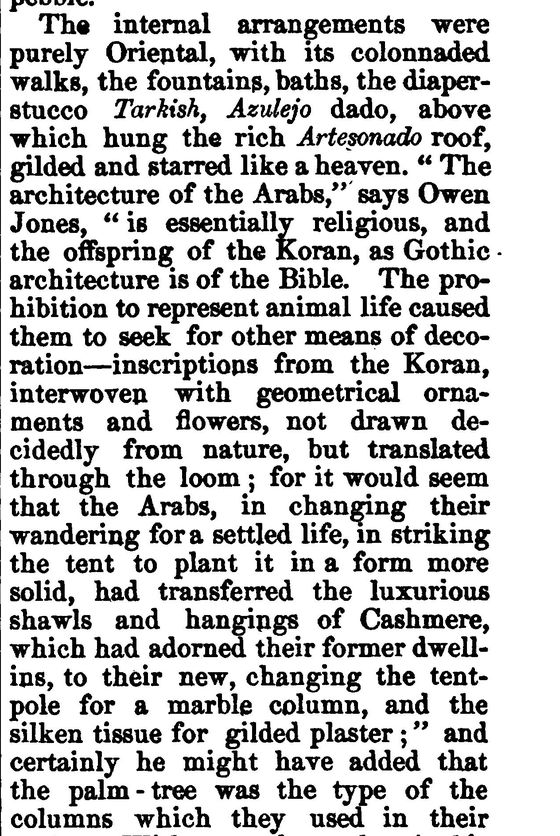 pebble.
The internal arrangements were
purely Oriental, with its colonnaded
walks, the fountains, baths, the diaper-
stucco Tarkish, Azulejo dado, above
which hung the rich Artesonado roof,
gilded and starred like a heaven. “ The
architecture of the Arabs,” says Owen
Jones, “ is essentially religious, and
the offspring of the Koran, as Gothic
architecture is of the Bible. The pro-
hibition to represent animal life caused
them to seek for other means of deco-
ration—inscriptions from the Koran,
interwoven with geometrical orna-
ments and flowers, not drawn de-
cidedly from nature, but translated
through the loom ; for it would seem
that the Arabs, in changing their
wandering for a settled life, in striking
the tent to plant it in a form more
solid, had transferred the luxurious
shawls and hangings of Cashmere,
which had adorned their former dwell-
ins, to their new, changing the tent-
pole for a marble column, and the
silken tissue for gilded plaster ; ” and
certainly he might have added that
the palm-tree was the type of the
columns which they used in their